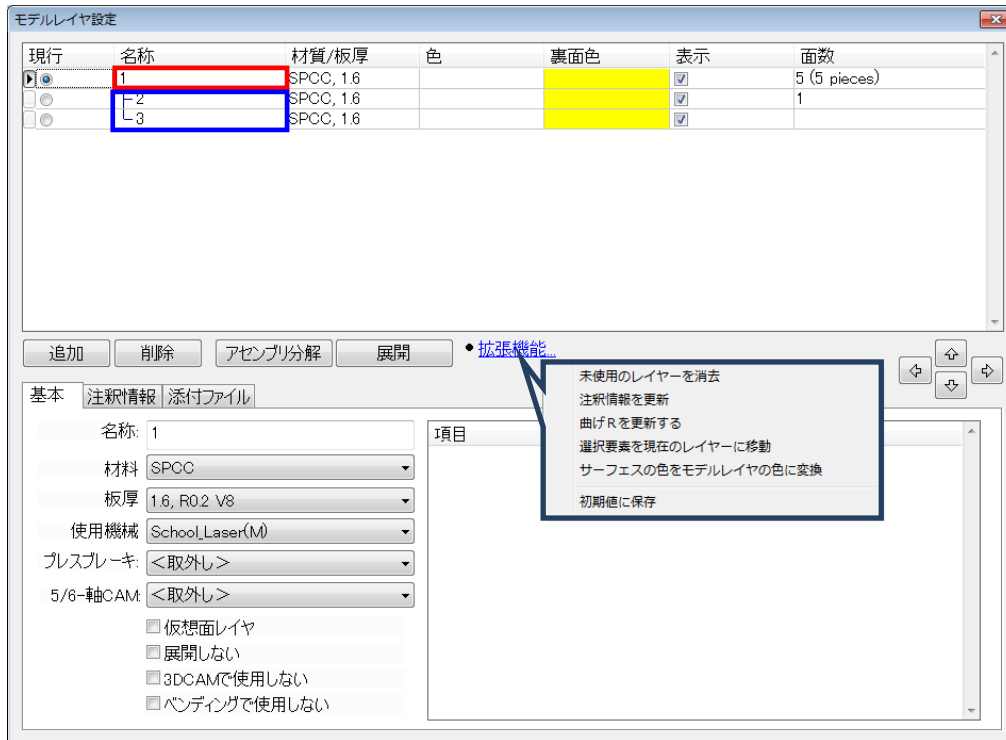 モデルレイヤ設定
現行 名称 材質/板厚 色 裏面色 表示 面数
1 SPCC, 1.6 5 (5 pieces)
2 SPCC, 1.6 1
3 SPCC, 1.6
追加 削除 アセンブリ分解 展開 ● 拡張機能...
未使用のレイヤーを消去
注釈情報を更新
曲げRを更新する
選択要素を現在のレイヤーに移動
サーフェスの色をモデルレイヤの色に変換
初期値に保存
基本 注釈情報 添付ファイル
名称: 1
材料 SPCC
板厚 1.6, R0.2 V8
使用機械 School_Laser(M)
プレスブレーキ: <取外し>
5/6-軸CAM: <取外し>
仮想面レイヤ
展開しない
3DCAMで使用しない
ベンディングで使用しない
項目